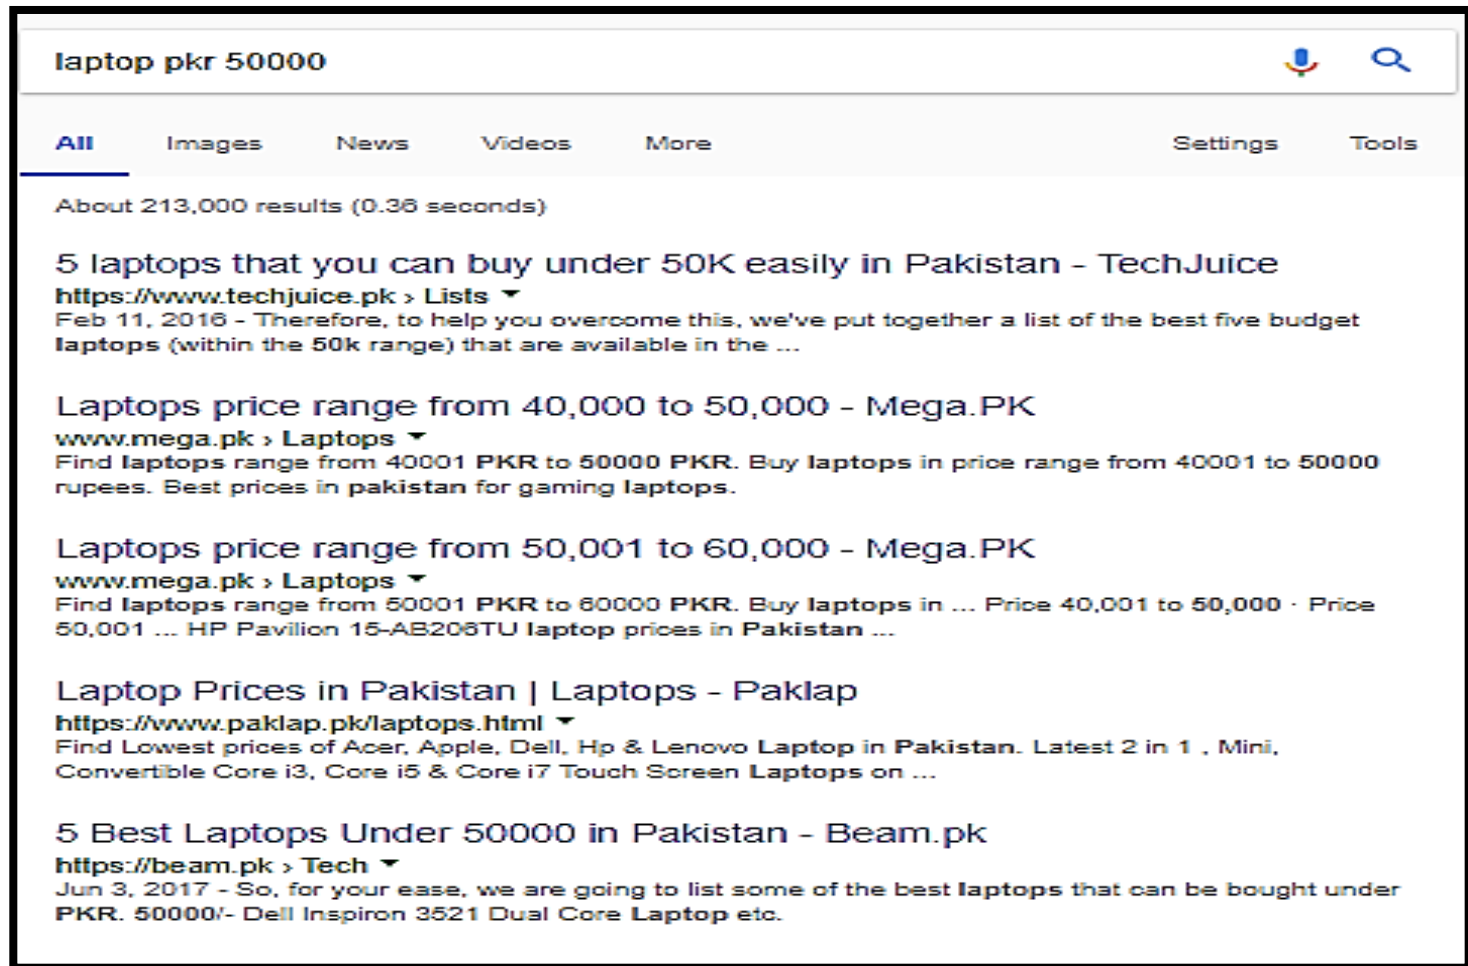 laptop pkr 50000
All Images News Videos More Settings Tools
About 213,000 results (0.36 seconds)
5 laptops that you can buy under 50K easily in Pakistan - TechJuice
https://www.techjuice.pk › Lists
Feb 11, 2016 - Therefore, to help you overcome this, we've put together a list of the best five budget
laptops (within the 50k range) that are available in the ...
Laptops price range from 40,000 to 50,000 - Mega.PK
www.mega.pk › Laptops
Find laptops range from 40001 PKR to 50000 PKR. Buy laptops in price range from 40001 to 50000
rupees. Best prices in pakistan for gaming laptops.
Laptops price range from 50,001 to 60,000 - Mega.PK
www.mega.pk › Laptops
Find laptops range from 50001 PKR to 60000 PKR. Buy laptops in ... Price 40,001 to 50,000 · Price
50,001 ... HP Pavilion 15-AB206TU laptop prices in Pakistan ...
Laptop Prices in Pakistan | Laptops - Paklap
https://www.paklap.pk/laptops.html
Find Lowest prices of Acer, Apple, Dell, Hp & Lenovo Laptop in Pakistan. Latest 2 in 1 , Mini,
Convertible Core i3, Core i5 & Core i7 Touch Screen Laptops on ...
5 Best Laptops Under 50000 in Pakistan - Beam.pk
https://beam.pk › Tech
Jun 3, 2017 - So, for your ease, we are going to list some of the best laptops that can be bought under
PKR. 50000/- Dell Inspiron 3521 Dual Core Laptop etc.